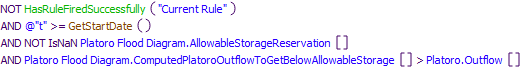 NOT HasRuleFiredSuccessfully ( "Current Rule" )
AND @"t" >= GetStartDate ( )
AND NOT IsNaN Platoro Flood Diagram.AllowableStorageReservation [ ]
AND Platoro Flood Diagram.ComputedPlatoroOutflowToGetBelowAllowableStorage [ ] > Platoro.Outflow [ ]